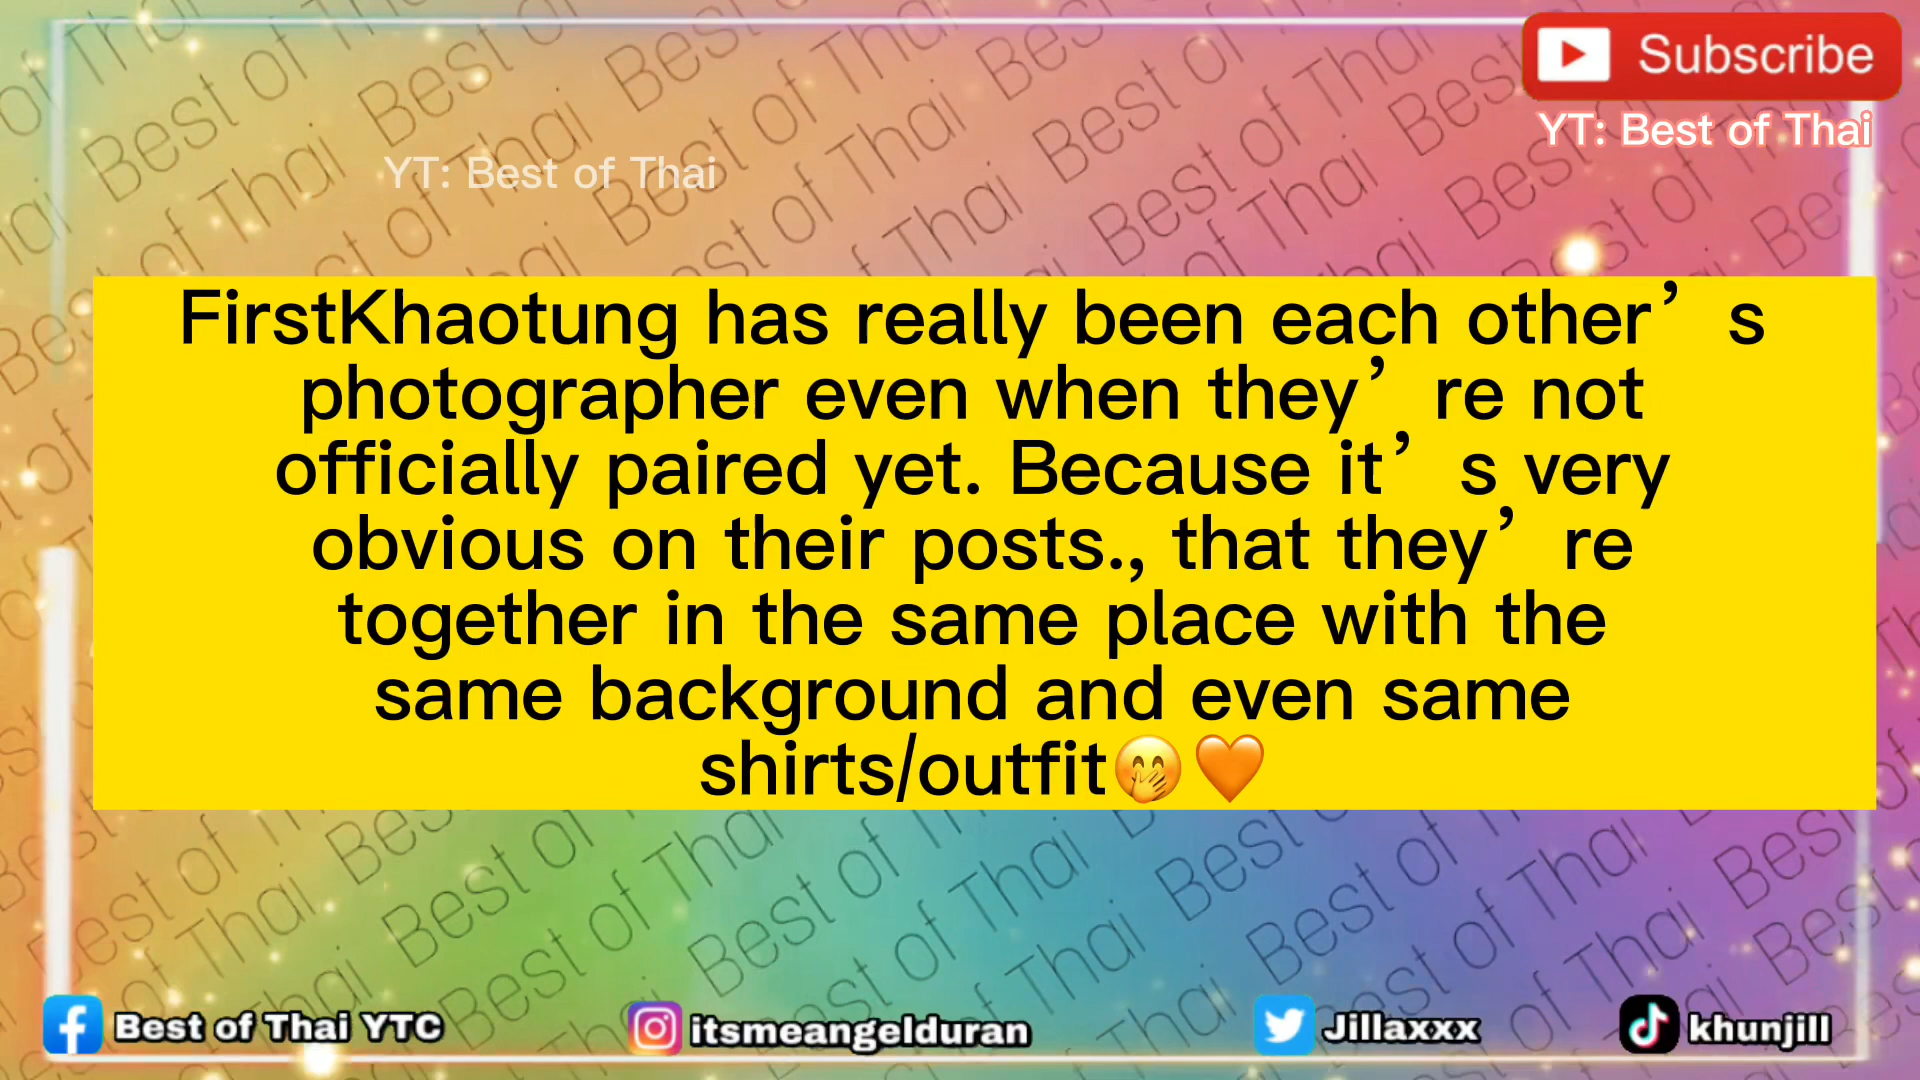 Subscribe
YT: Best of Thai
YT: Best of Thai
FirstKhaotung has really been each other’s
photographer even when they’re not
officially paired yet. Because it’s very
obvious on their posts., that they’re
together in the same place with the
same background and even same
shirts/outfit🤭🧡
Best of Thai YTC
itsmeangelduran
Jillaxxx
khunjill